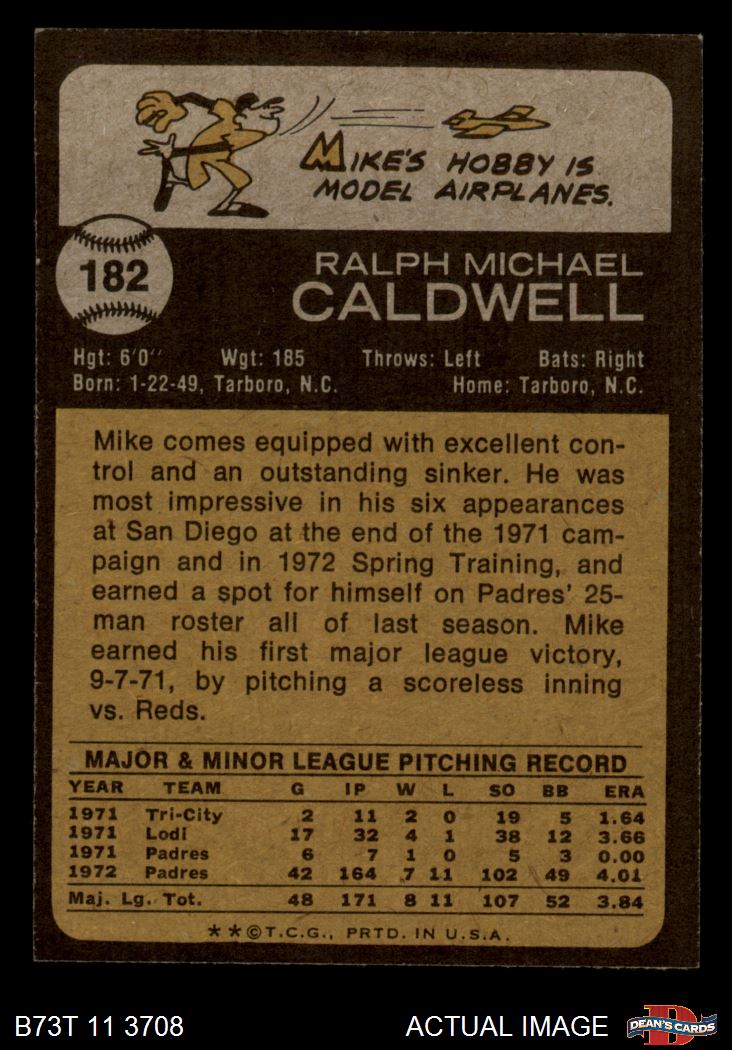 MIKE'S HOBBY IS
MODEL AIRPLANES.
182
RALPH MICHAEL
CALDWELL
Hgt: 6'0" Wgt: 185 Throws: Left Bats: Right
Born: 1-22-49, Tarboro, N.C. Home: Tarboro, N.C.
Mike comes equipped with excellent con-
trol and an outstanding sinker. He was
most impressive in his six appearances
at San Diego at the end of the 1971 cam-
paign and in 1972 Spring Training, and
earned a spot for himself on Padres' 25-
man roster all of last season. Mike
earned his first major league victory,
9-7-71, by pitching a scoreless inning
vs. Reds.
MAJOR & MINOR LEAGUE PITCHING RECORD
YEAR TEAM G IP W L SO BB ERA
1971 Tri-City 2 11 2 0 19 5 1.64
1971 Lodi 17 32 4 1 38 12 3.66
1971 Padres 6 7 1 0 5 3 0.00
1972 Padres 42 164 7 11 102 49 4.01
Maj. Lg. Tot. 48 171 8 11 107 52 3.84
**©T.C.G., PRTD. IN U.S.A.
B73T 11 3708 ACTUAL IMAGE
DEAN'S CARDS